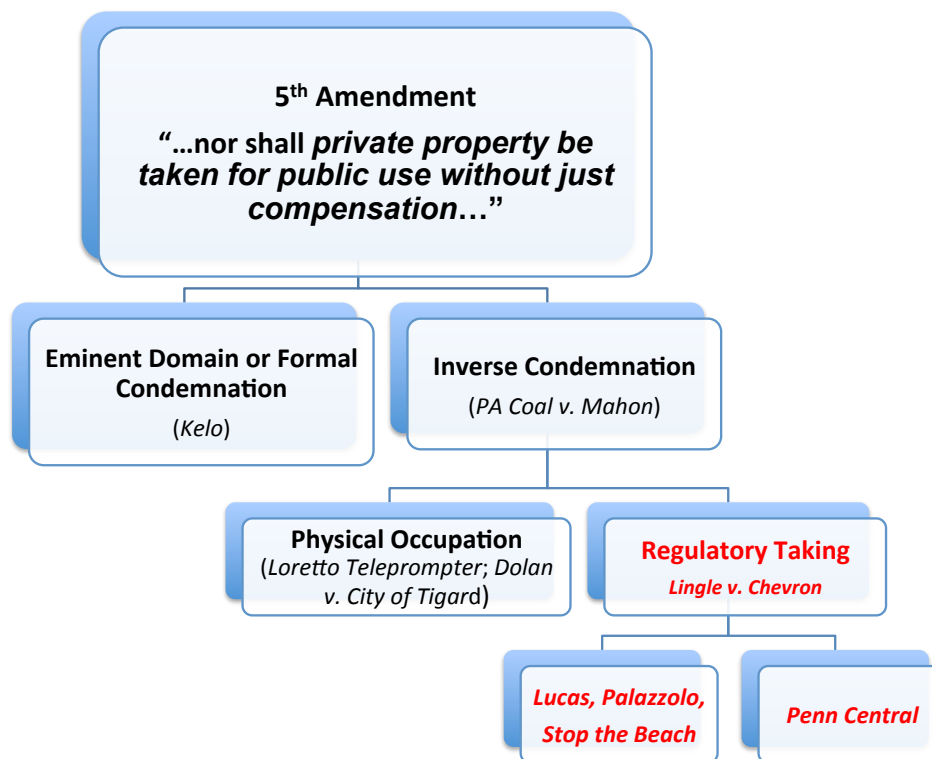 5th Amendment
“…nor shall private property be
taken for public use without just
compensation…”
Eminent Domain or Formal
Condemnation
(Kelo)
Inverse Condemnation
(PA Coal v. Mahon)
Physical Occupation
(Loretto Teleprompter; Dolan
v. City of Tigard)
Regulatory Taking
Lingle v. Chevron
Lucas, Palazzolo,
Stop the Beach
Penn Central